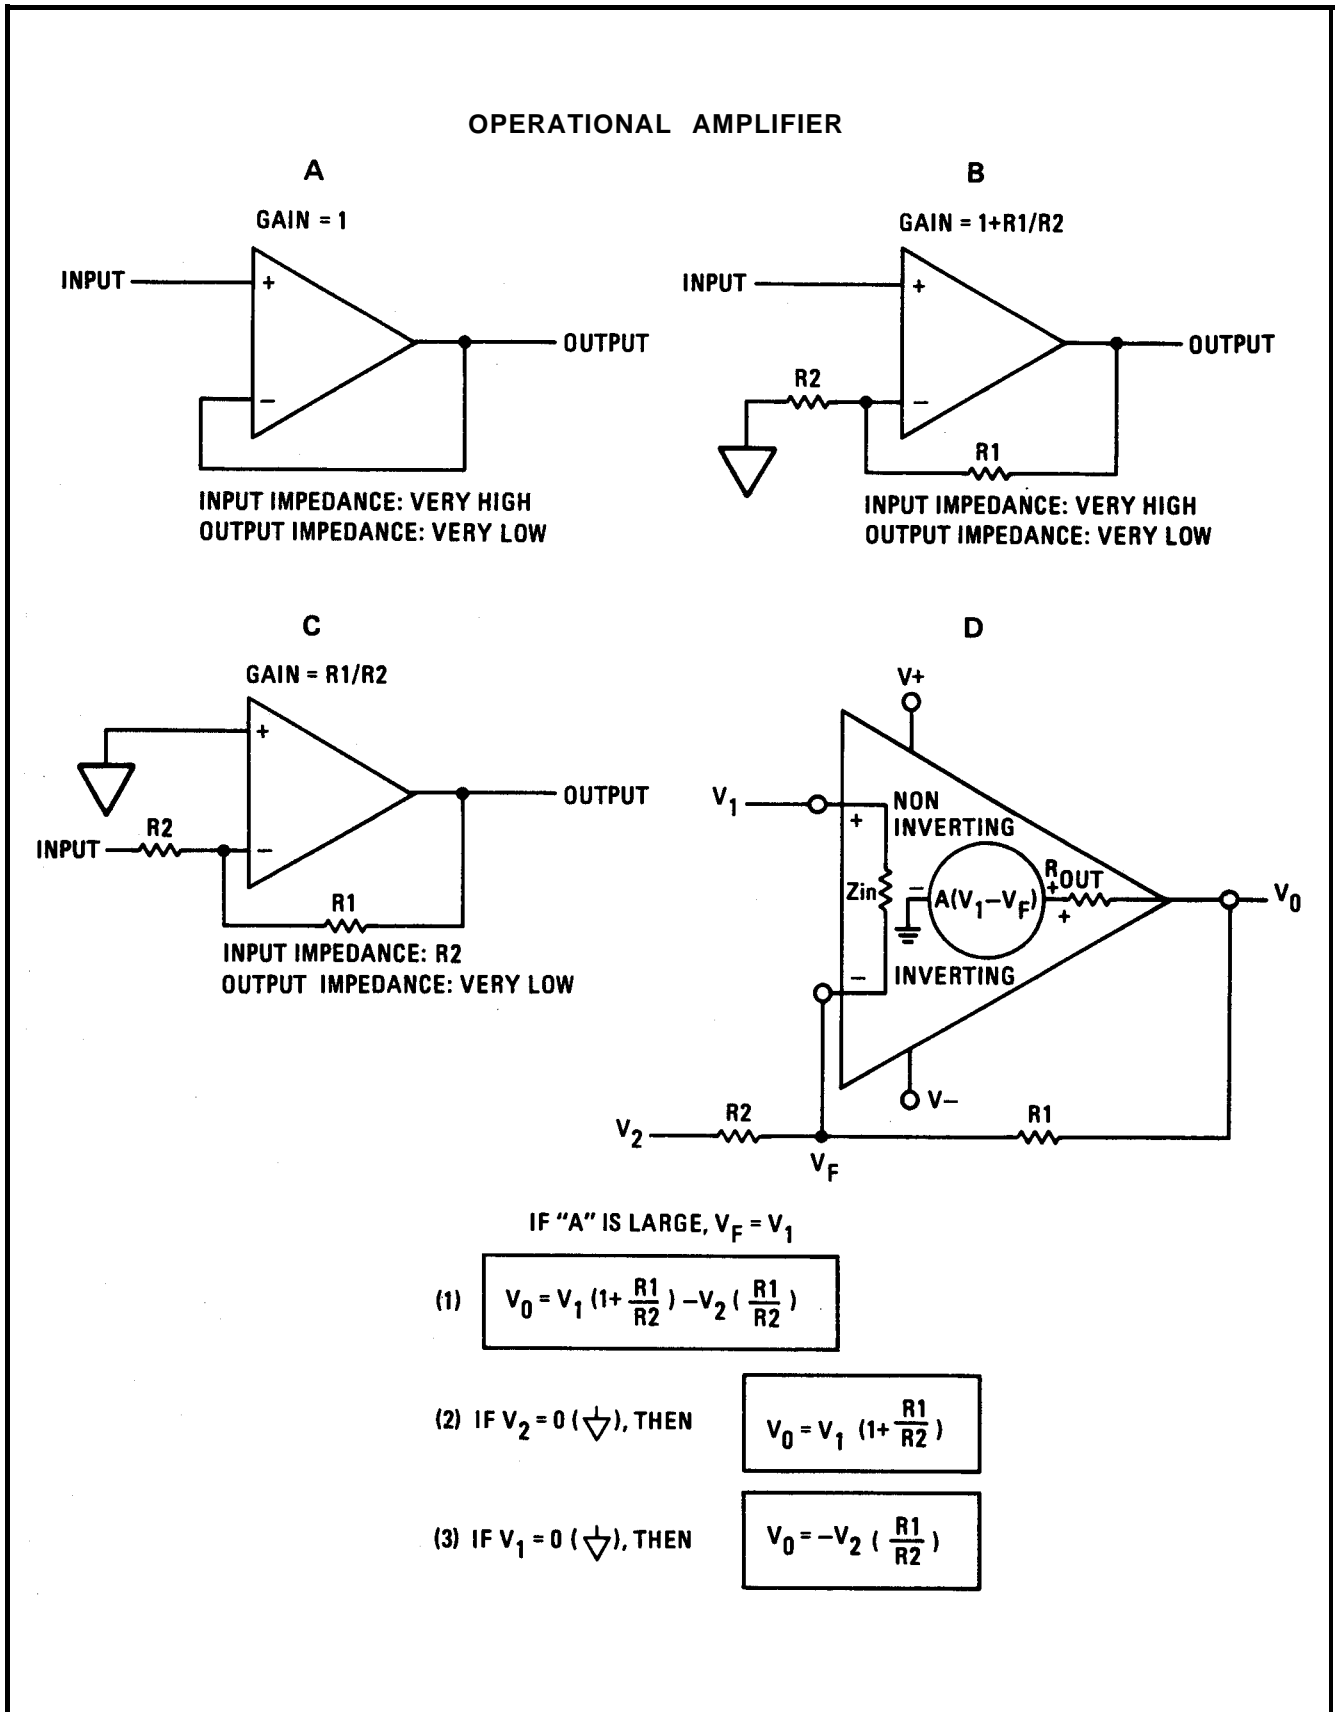 OPERATIONAL AMPLIFIER
A
GAIN = 1
INPUT
+
−
OUTPUT
INPUT IMPEDANCE: VERY HIGH
OUTPUT IMPEDANCE: VERY LOW
B
GAIN = 1+R1/R2
INPUT
+
R2
−
OUTPUT
R1
INPUT IMPEDANCE: VERY HIGH
OUTPUT IMPEDANCE: VERY LOW
C
GAIN = R1/R2
+
OUTPUT
R2
INPUT
−
R1
INPUT IMPEDANCE: R2
OUTPUT IMPEDANCE: VERY LOW
D
V+
V1
+
NON
INVERTING
Zin
−
A(V1−VF)
+
ROUT
+
V0
−
INVERTING
V−
V2
R2
R1
VF
IF "A" IS LARGE, VF = V1
(1) V0 = V1 (1+ R1/R2 ) −V2 ( R1/R2 )
(2) IF V2 = 0 ( ), THEN V0 = V1 (1+ R1/R2 )
(3) IF V1 = 0 ( ), THEN V0 = −V2 ( R1/R2 )